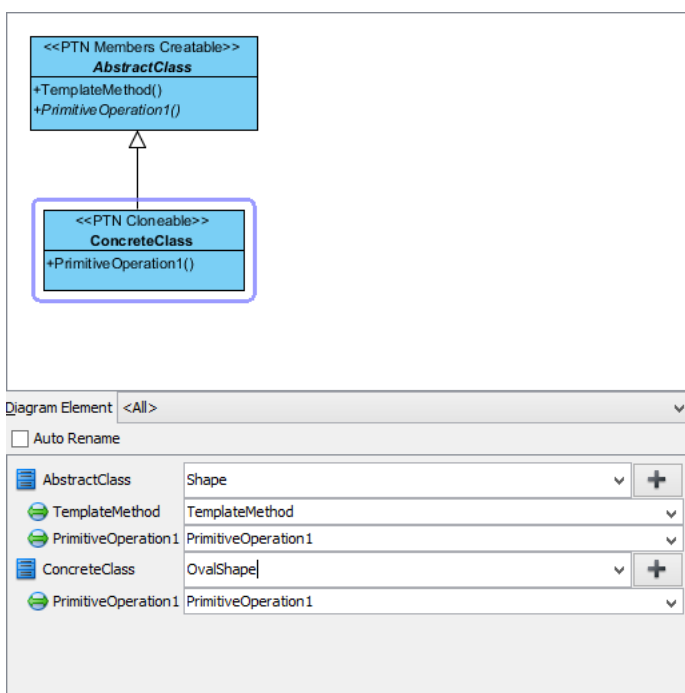 <<PTN Members Creatable>>
AbstractClass
+TemplateMethod()
+PrimitiveOperation1()
<<PTN Cloneable>>
ConcreteClass
+PrimitiveOperation1()
Diagram Element <All>
Auto Rename
AbstractClass Shape
TemplateMethod TemplateMethod
PrimitiveOperation1 PrimitiveOperation1
ConcreteClass OvalShape
PrimitiveOperation1 PrimitiveOperation1